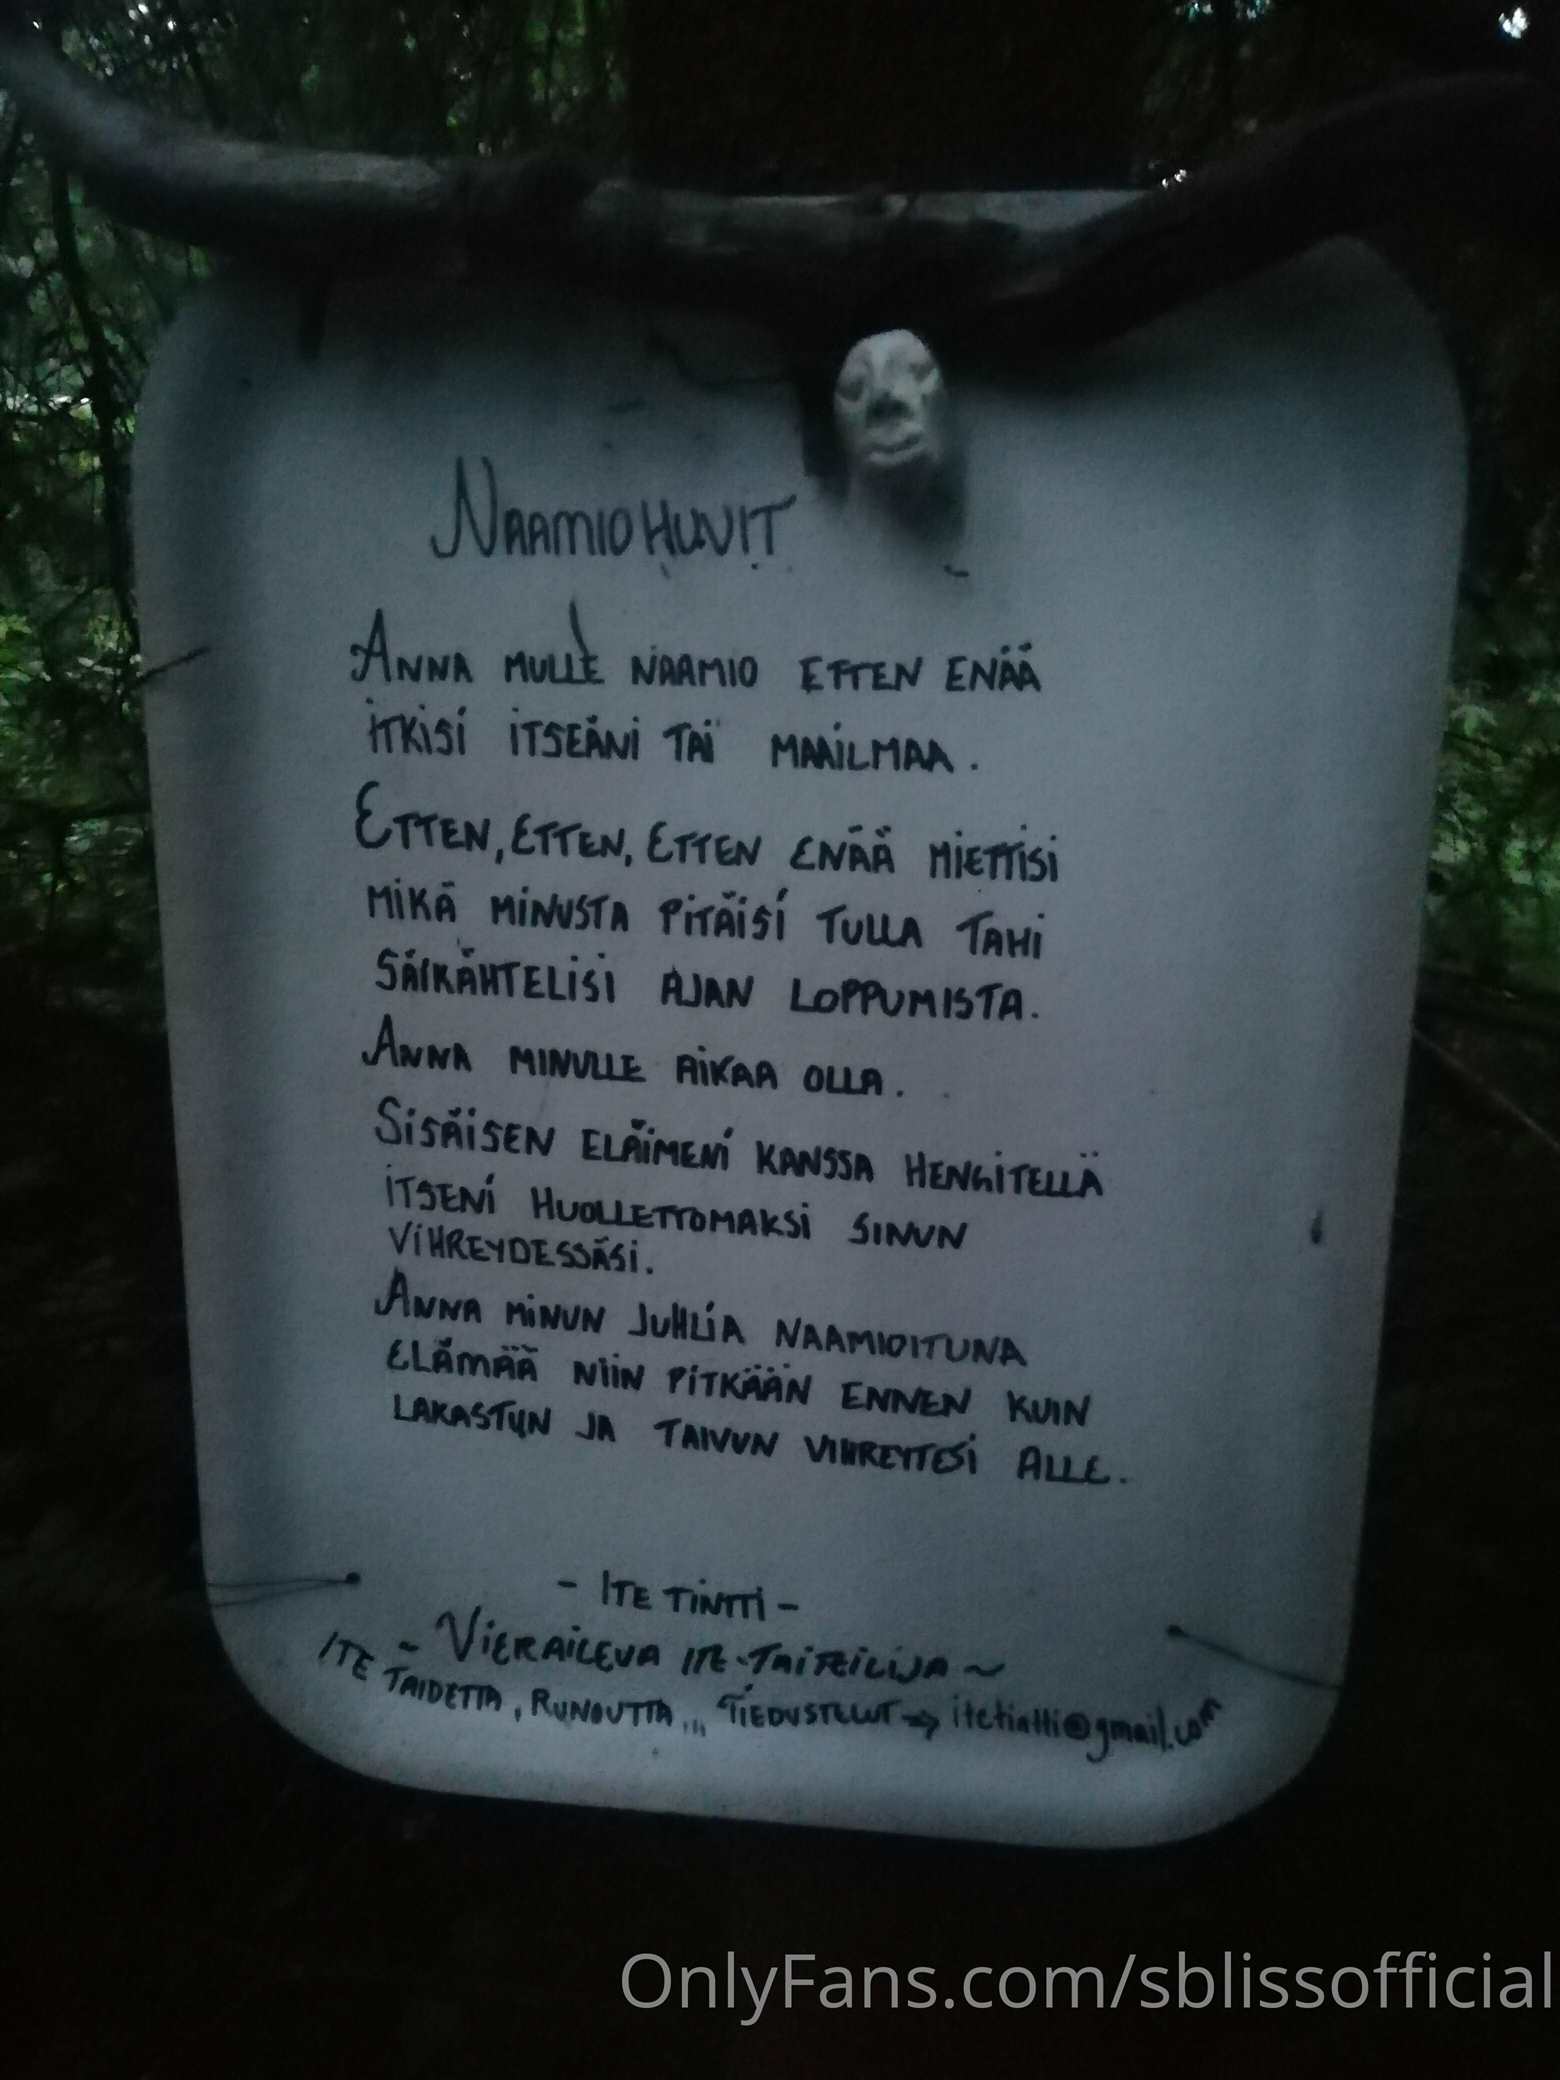 NAAMIOHUVIT
ANNA MULLE NAAMIO ETTEN ENÄÄ
ITKISI ITSEÄNI TAI MAAILMAA.
ETTEN, ETTEN, ETTEN ENÄÄ MIETTISI
MIKÄ MINUSTA PITÄISI TULLA TAHI
SÄIKÄHTELISI AJAN LOPPUMISTA.
ANNA MINULLE AIKAA OLLA.
SISÄISEN ELÄIMENI KANSSA HENGITELLÄ
ITSENI HUOLLETTOMAKSI SINUN
VIHREYDESSÄSI.
ANNA MINUN JUHLIA NAAMIOITUNA
ELÄMÄÄ NIIN PITKÄÄN ENNEN KUIN
LAKASTUN JA TAIVUN VIHREYTESI ALLE.
- ITE TINTTI -
~ VIERAILEVA ITE-TAITEILIJA ~
ITE TAIDETTA, RUNOUTTA,,, TIEDUSTELUT → itetintti@gmail.com
OnlyFans.com/sblissofficial